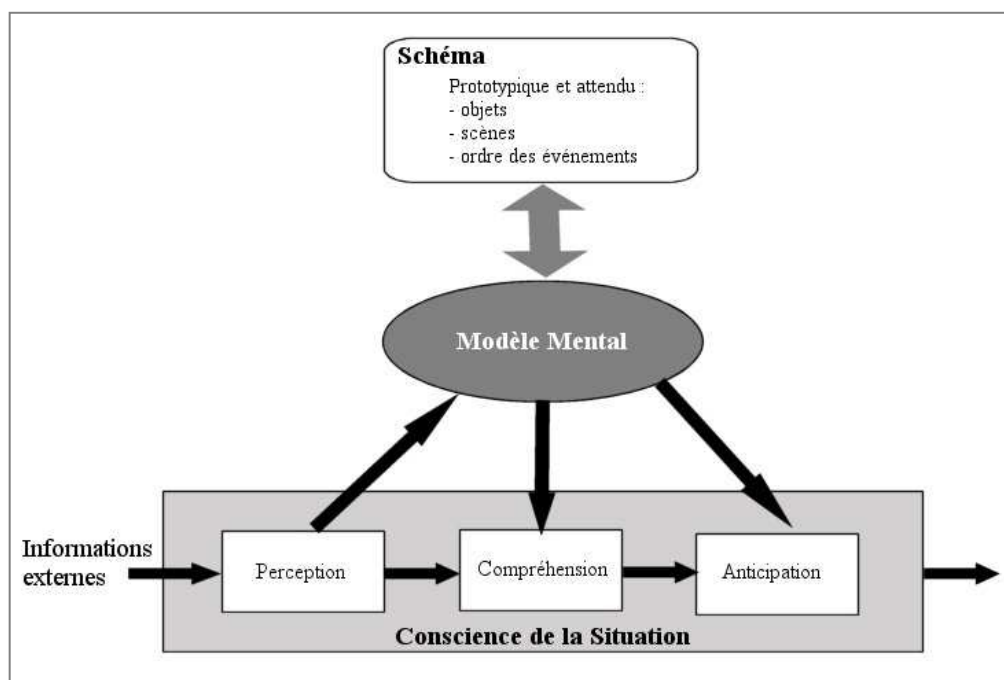 Schéma
Prototypique et attendu :
- objets
- scènes
- ordre des événements
Modèle Mental
Informations
externes
Perception
Compréhension
Anticipation
Conscience de la Situation